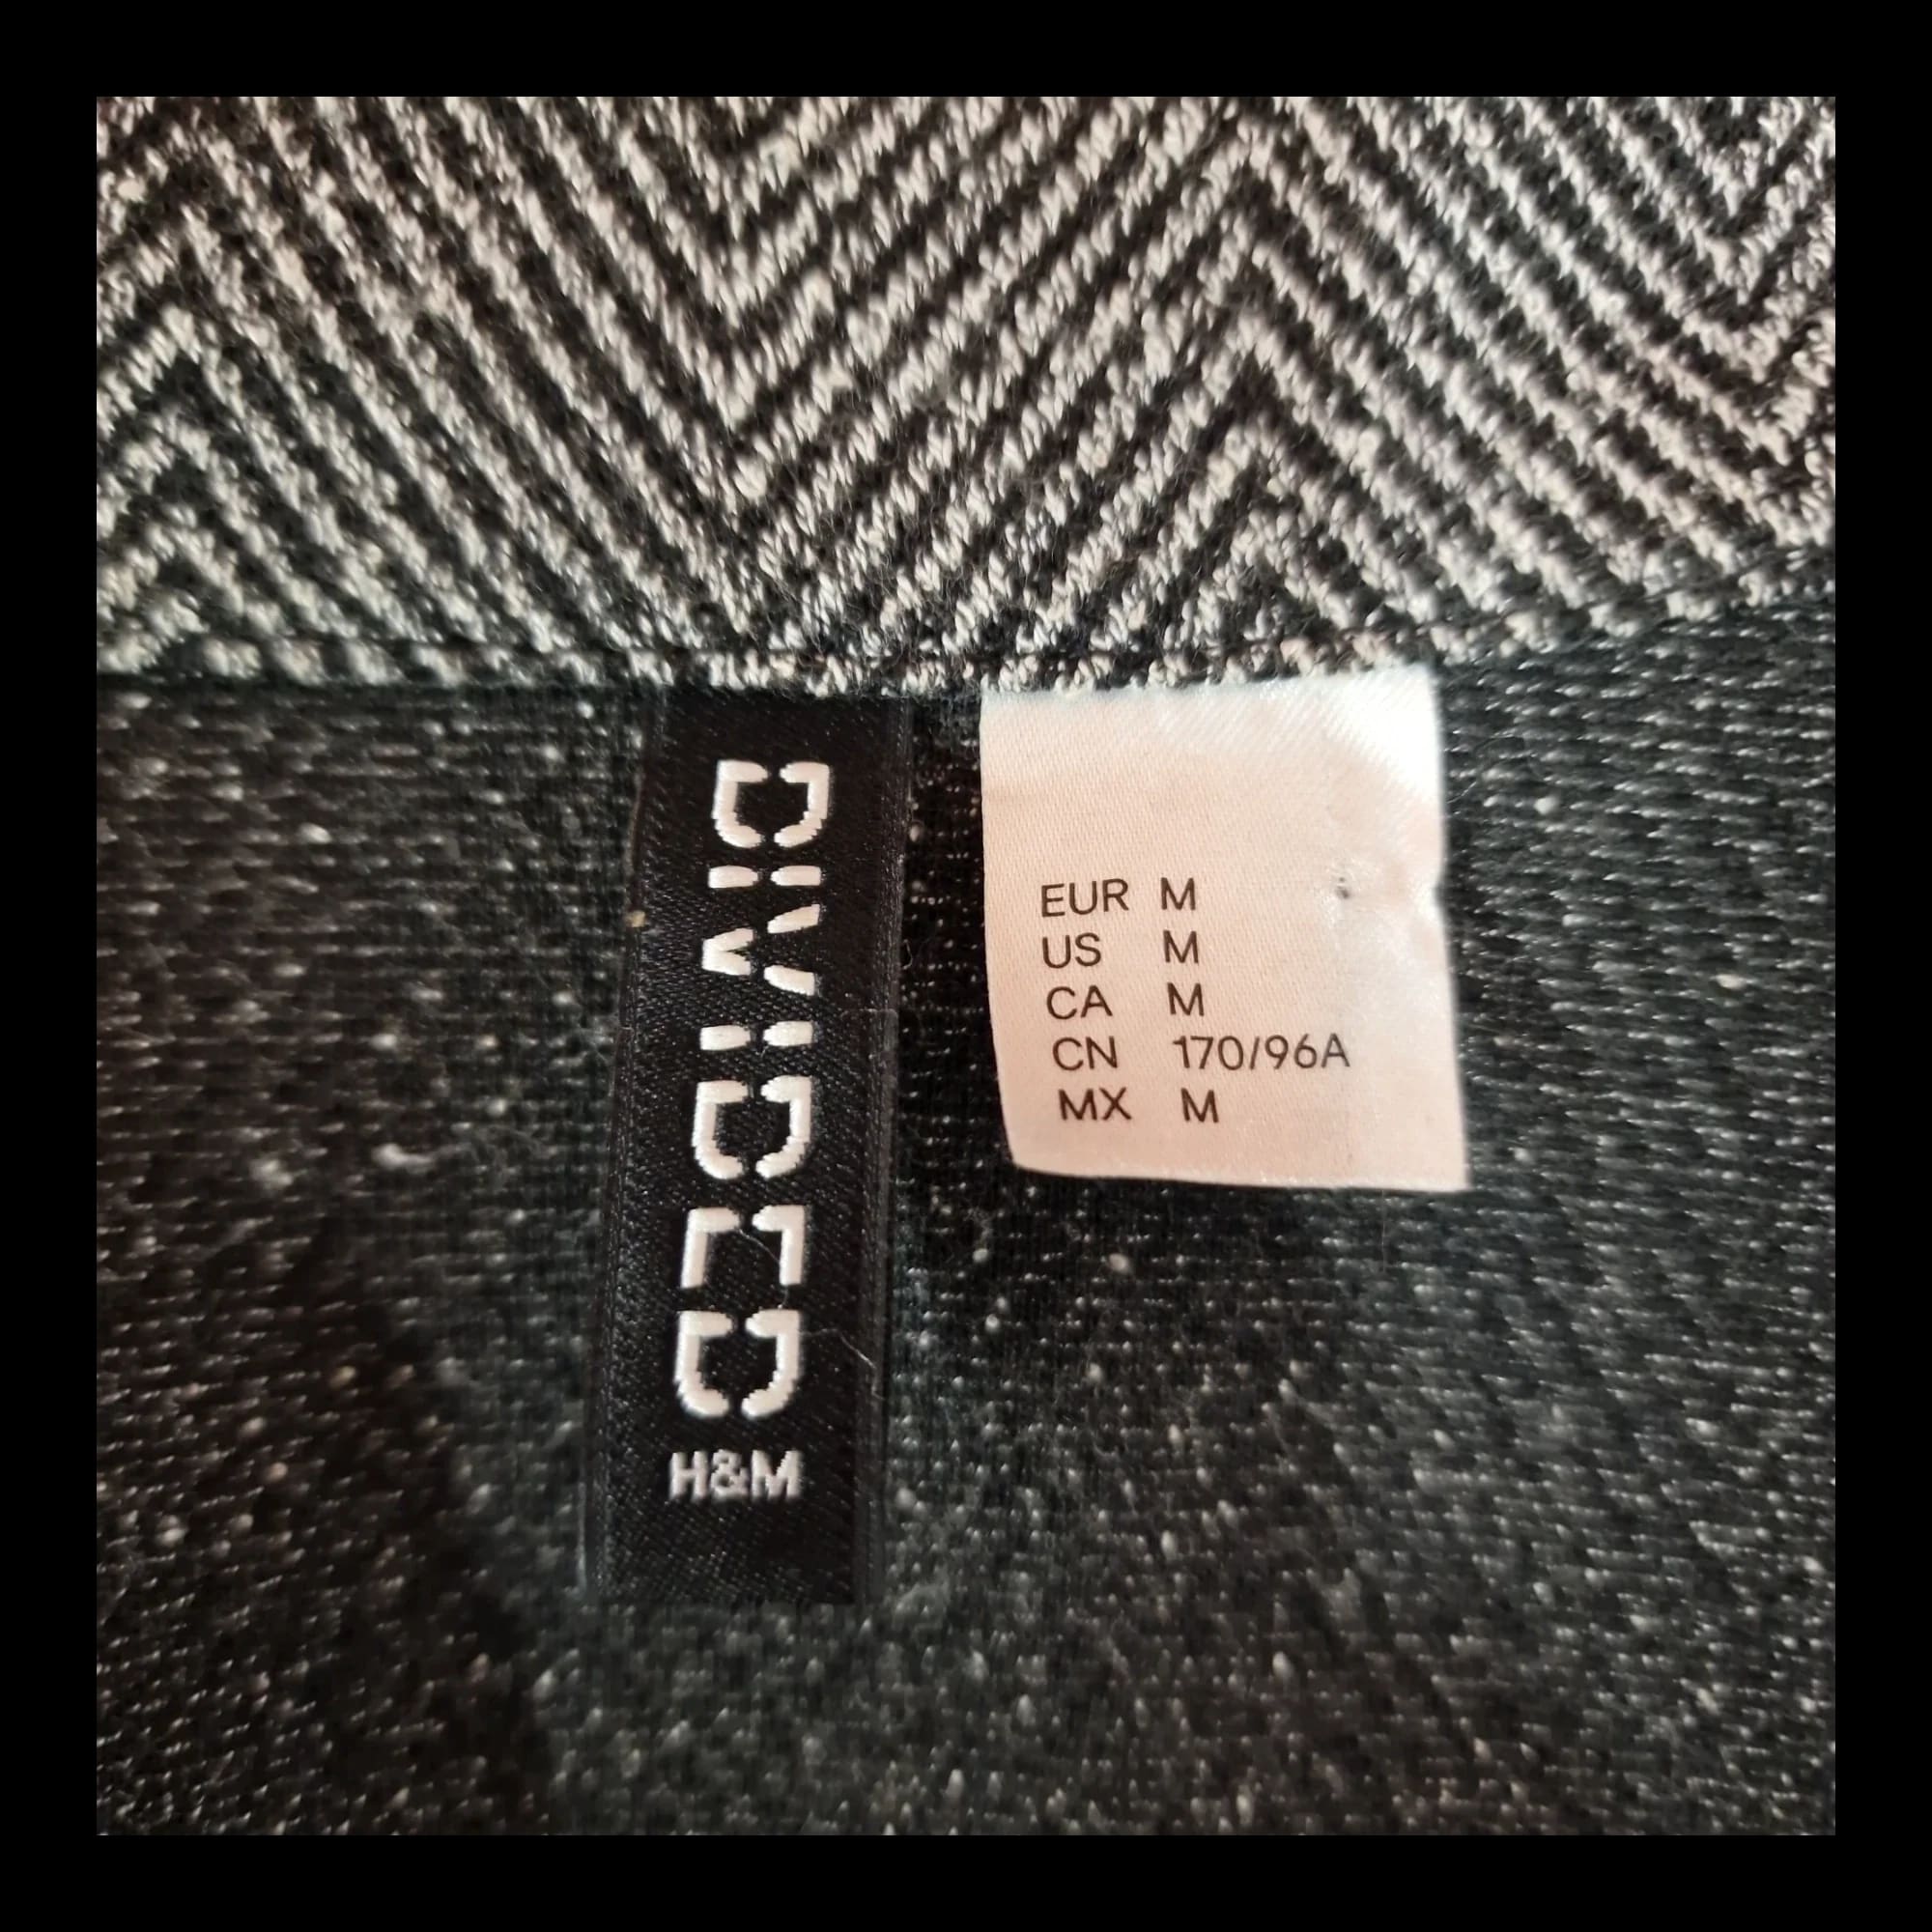 DIVIDED
H&M
EUR M
US M
CA M
CN 170/96A
MX M